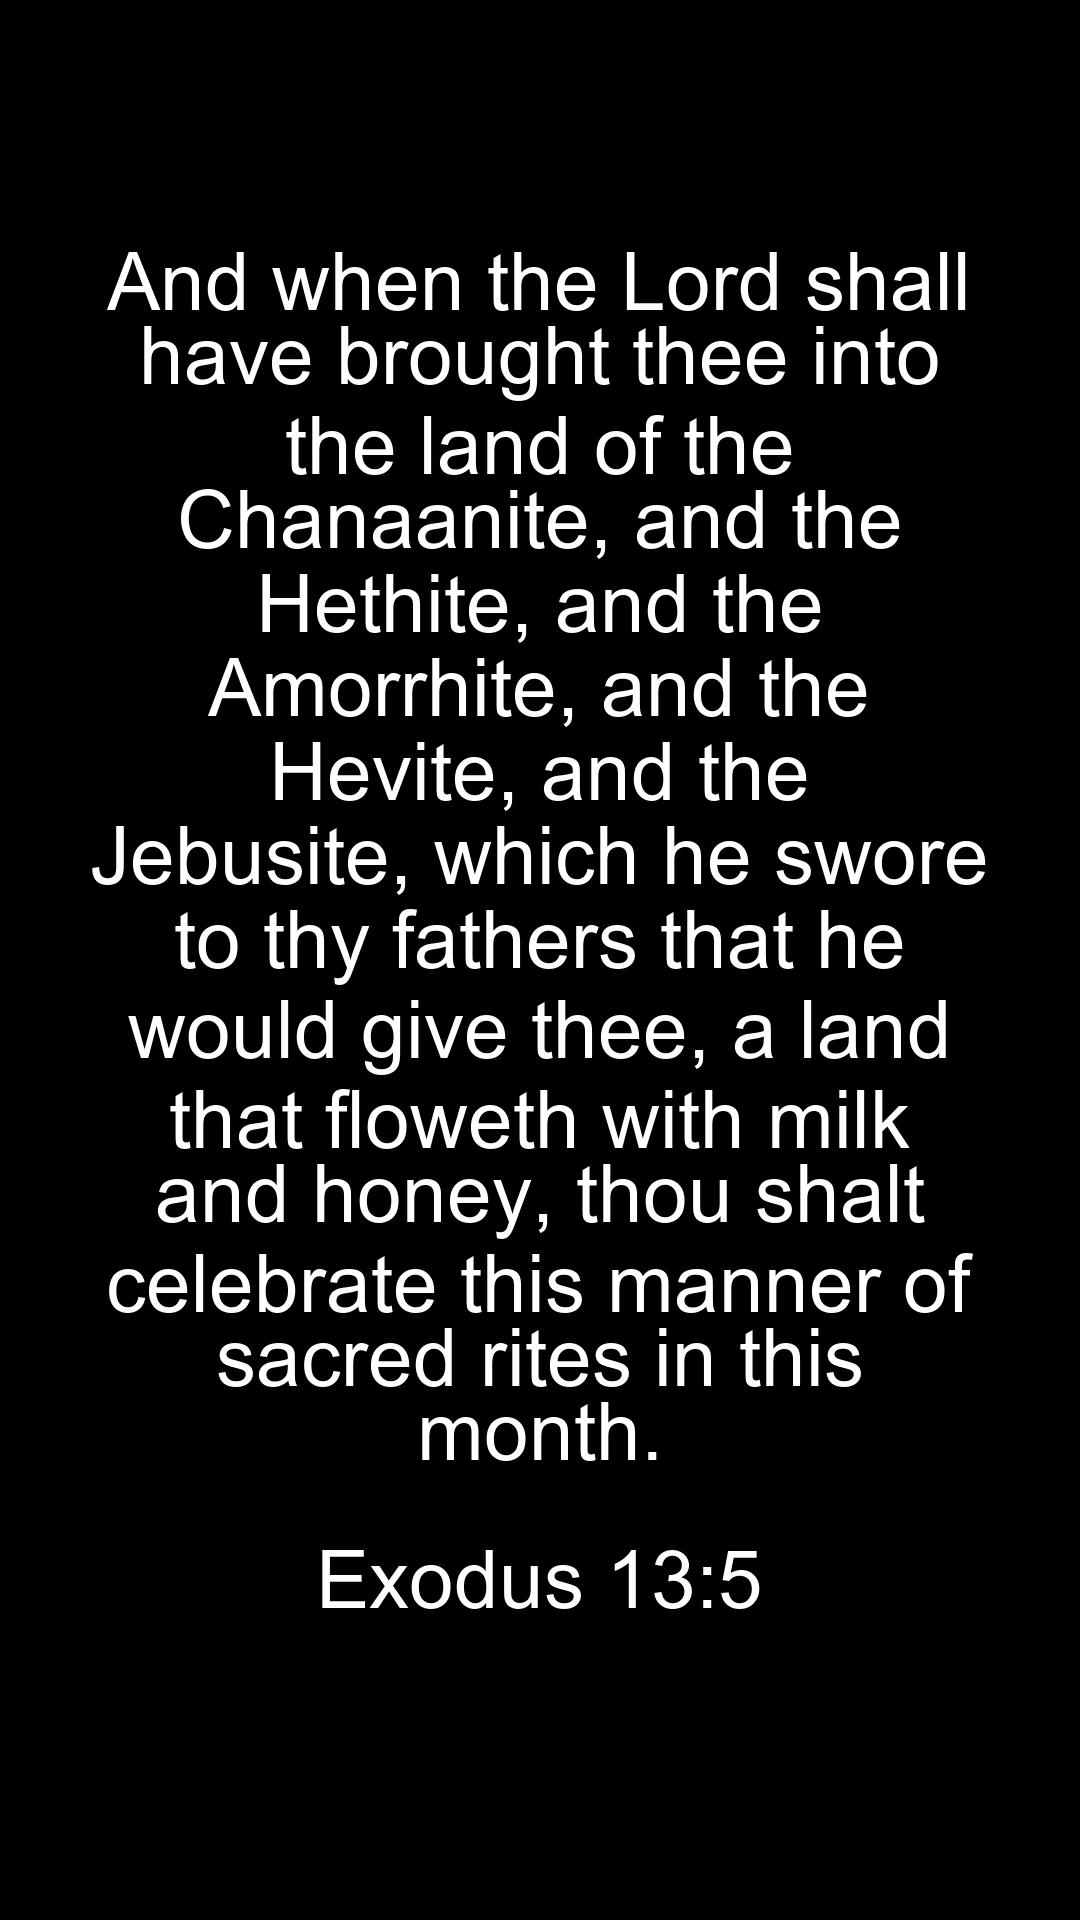 And when the Lord shall
have brought thee into
the land of the
Chanaanite, and the
Hethite, and the
Amorrhite, and the
Hevite, and the
Jebusite, which he swore
to thy fathers that he
would give thee, a land
that floweth with milk
and honey, thou shalt
celebrate this manner of
sacred rites in this
month.
Exodus 13:5